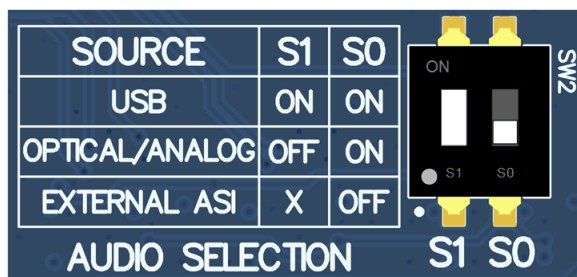 SOURCE S1 S0
USB ON ON
OPTICAL/ANALOG OFF ON
EXTERNAL ASI X OFF
AUDIO SELECTION
ON
S1 S0
SW2
S1 S0